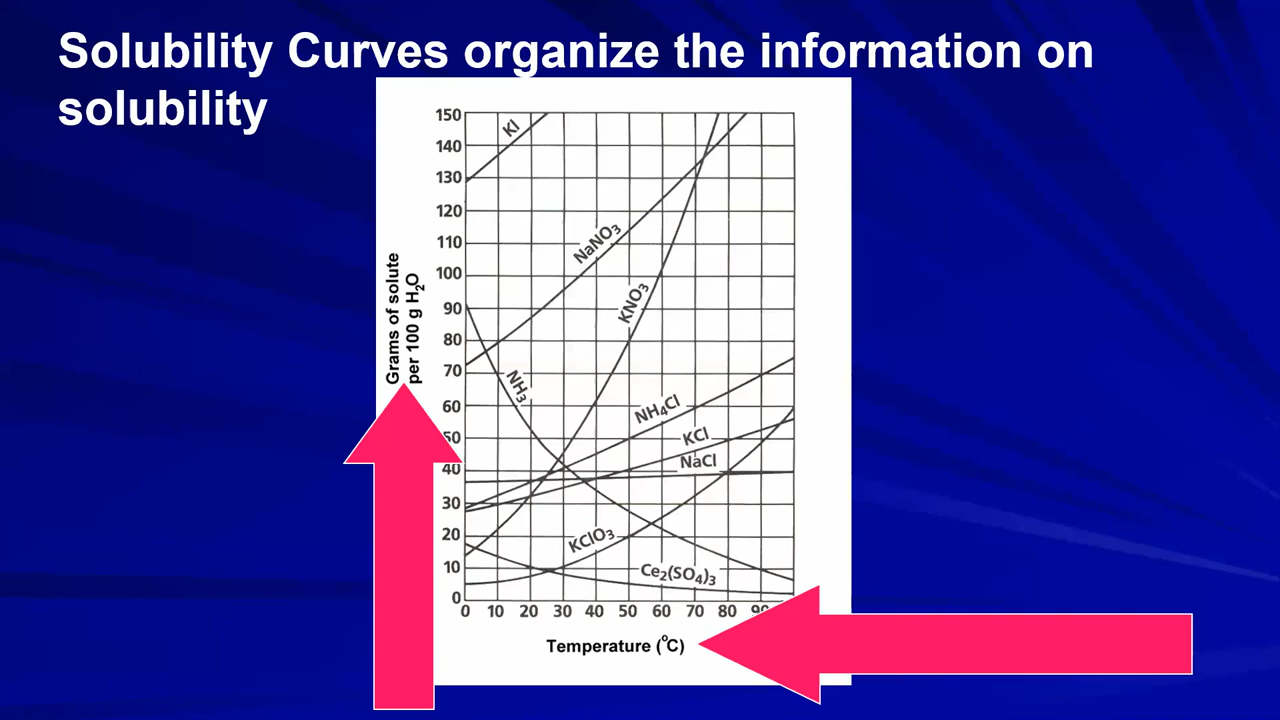 Solubility Curves organize the information on
solubility
150
140
130
120
110
100
90
80
70
60
50
40
30
20
10
0
Grams of solute
per 100 g H₂O
KI
NaNO₃
KNO₃
NH₃
NH₄Cl
KCl
NaCl
KClO₃
Ce₂(SO₄)₃
0 10 20 30 40 50 60 70 80 90
Temperature (°C)